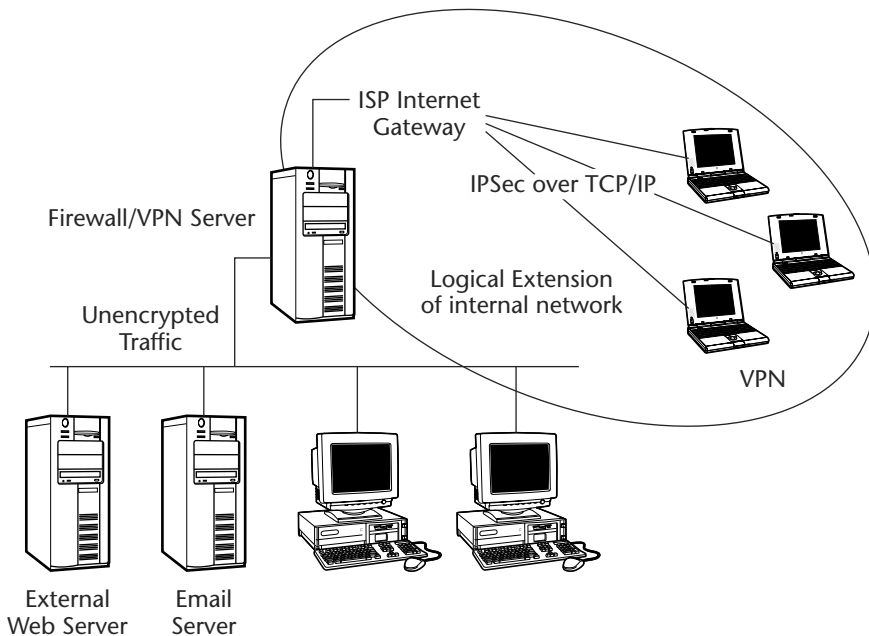 ISP Internet
Gateway
IPSec over TCP/IP
Firewall/VPN Server
Logical Extension
of internal network
Unencrypted
Traffic
VPN
External
Web Server
Email
Server